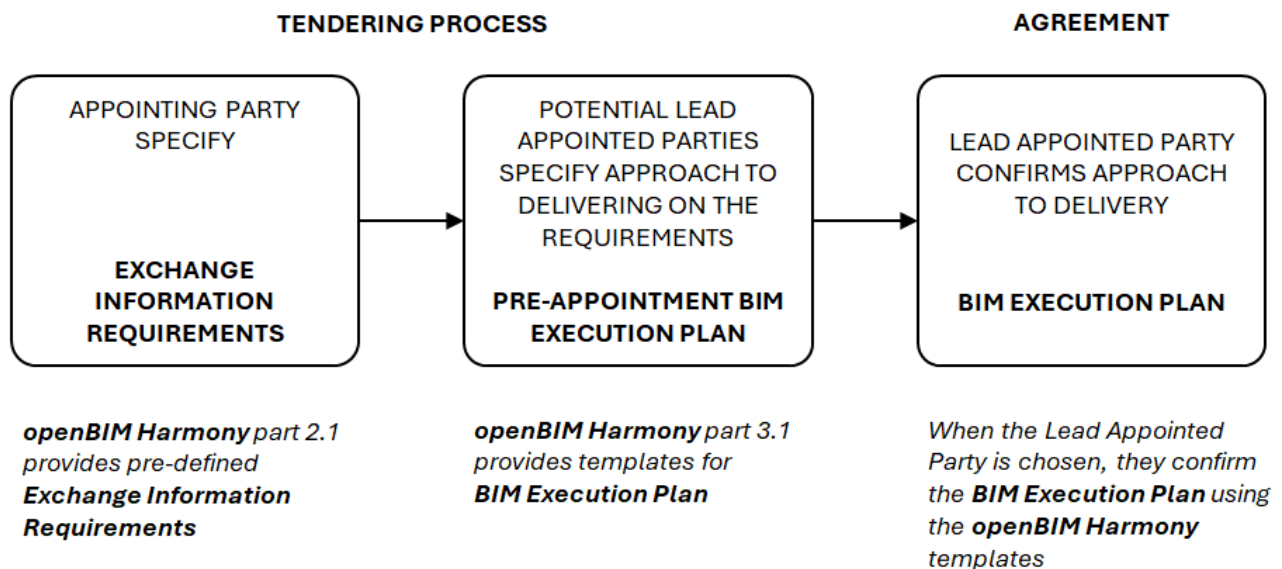 TENDERING PROCESS
AGREEMENT
APPOINTING PARTY
SPECIFY
EXCHANGE
INFORMATION
REQUIREMENTS
POTENTIAL LEAD
APPOINTED PARTIES
SPECIFY APPROACH TO
DELIVERING ON THE
REQUIREMENTS
PRE-APPOINTMENT BIM
EXECUTION PLAN
LEAD APPOINTED PARTY
CONFIRMS APPROACH
TO DELIVERY
BIM EXECUTION PLAN
openBIM Harmony part 2.1
provides pre-defined
Exchange Information
Requirements
openBIM Harmony part 3.1
provides templates for
BIM Execution Plan
When the Lead Appointed
Party is chosen, they confirm
the BIM Execution Plan using
the openBIM Harmony
templates